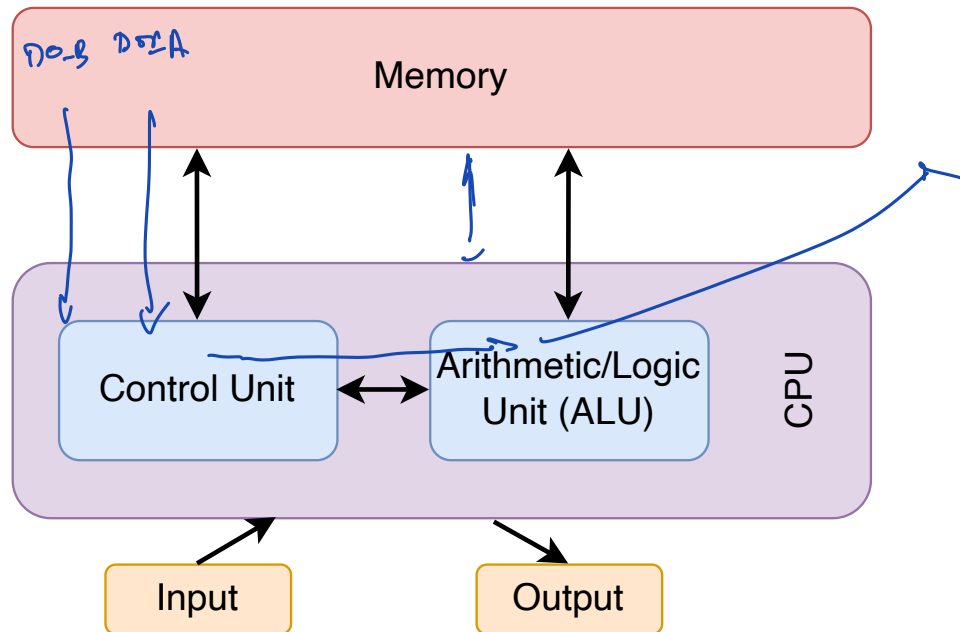 Memory
Control Unit
Arithmetic/Logic
Unit (ALU)
CPU
Input
Output